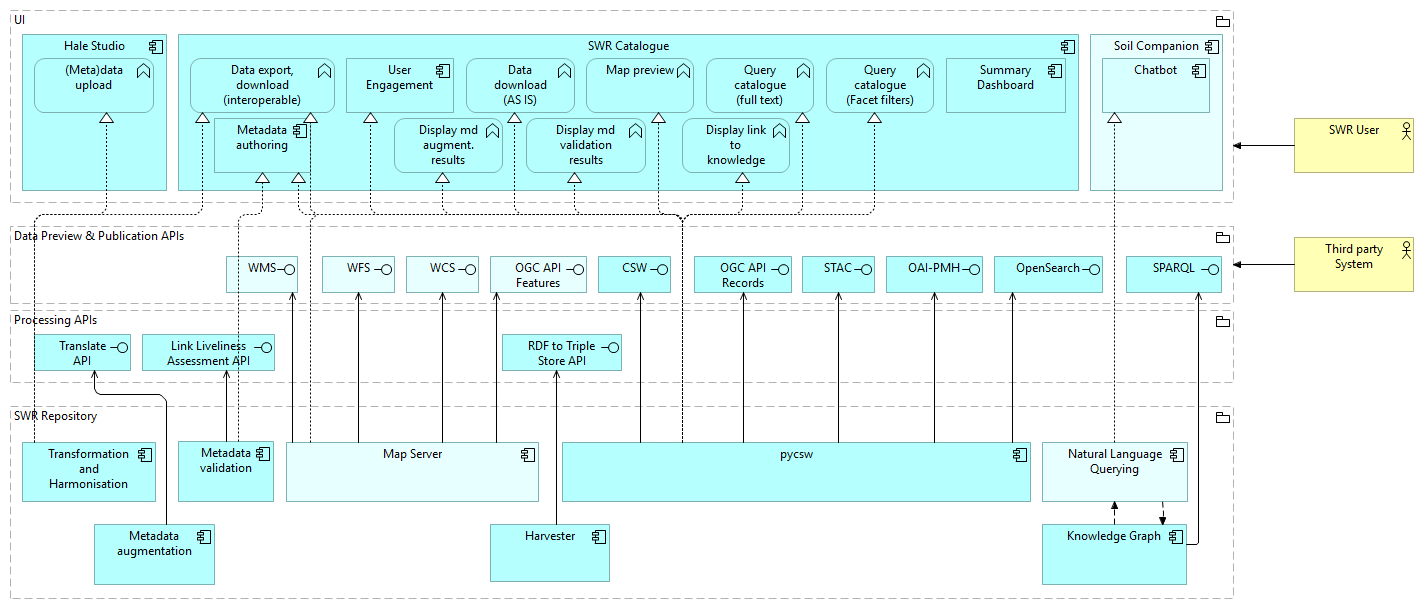 UI
Hale Studio
(Meta)data
upload
SWR Catalogue
Data export,
download
(interoperable)
User
Engagement
Data
download
(AS IS)
Map preview
Query
catalogue
(full text)
Query
catalogue
(Facet filters)
Summary
Dashboard
Metadada
authoring
Display md
augment.
results
Display md
validation
results
Display link
to
knowledge
Soil Companion
Chatbot
SWR User
Data Preview & Publication APIs
WMS
WFS
WCS
OGC API
Features
CSW
OGC API
Records
STAC
OAI-PMH
OpenSearch
SPARQL
Third party
System
Processing APIs
Translate
API
Link Liveliness
Assessment API
RDF to Triple
Store API
SWR Repository
Transformation
and
Harmonisation
Metadata
validation
Map Server
pycsw
Natural Language
Querying
Metadata
augmentation
Harvester
Knowledge Graph